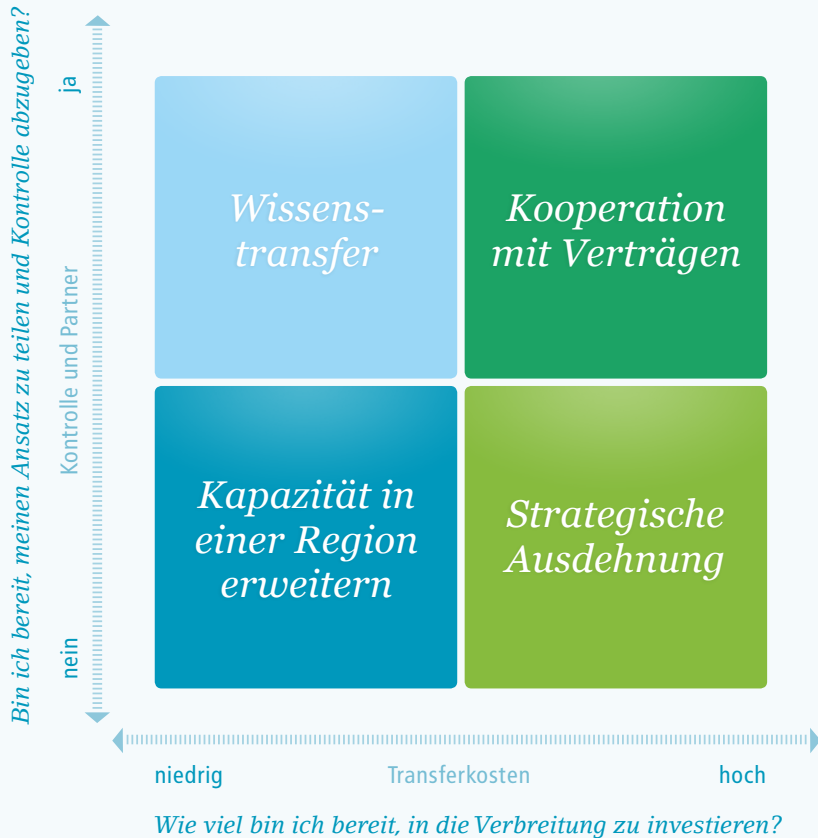 Bin ich bereit, meinen Ansatz zu teilen und Kontrolle abzugeben?
ja
Kontrolle und Partner
nein
Wissens-
transfer
Kooperation
mit Verträgen
Kapazität in
einer Region
erweitern
Strategische
Ausdehnung
niedrig
Transferkosten
hoch
Wie viel bin ich bereit, in die Verbreitung zu investieren?